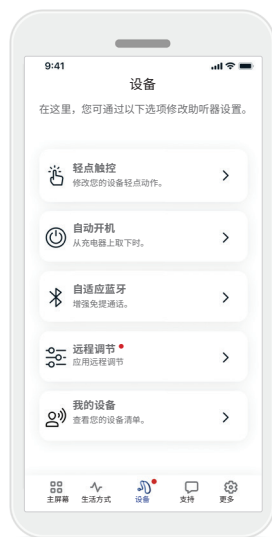 9:41
设备
在这里，您可通过以下选项修改助听器设置。
轻点触控
修改您的设备轻点动作。
自动开机
从充电器上取下时。
自适应蓝牙
增强免提通话。
远程调节
应用远程调节
我的设备
查看您的设备清单。
主屏幕 生活方式 设备 支持 更多